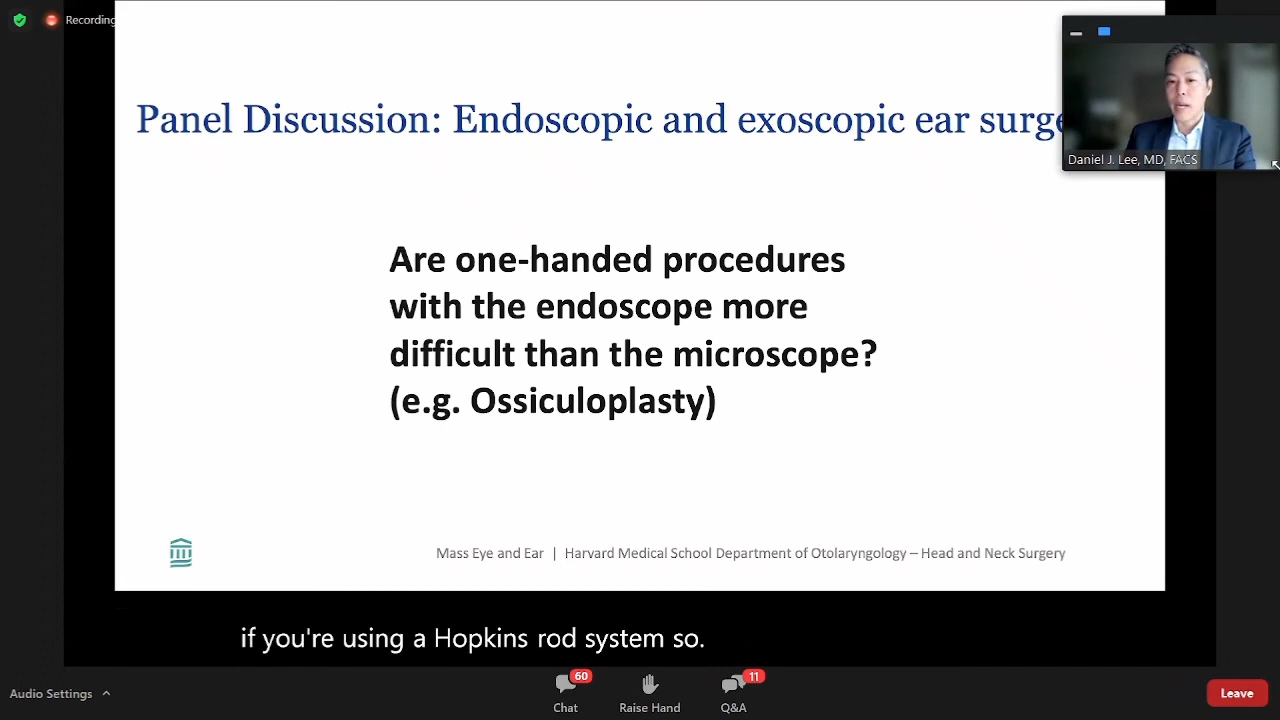 Recording
Panel Discussion: Endoscopic and exoscopic ear surge
Daniel J. Lee, MD, FACS
Are one-handed procedures
with the endoscope more
difficult than the microscope?
(e.g. Ossiculoplasty)
Mass Eye and Ear | Harvard Medical School Department of Otolaryngology – Head and Neck Surgery
if you're using a Hopkins rod system so.
Audio Settings
60
Chat
Raise Hand
11
Q&A
Leave